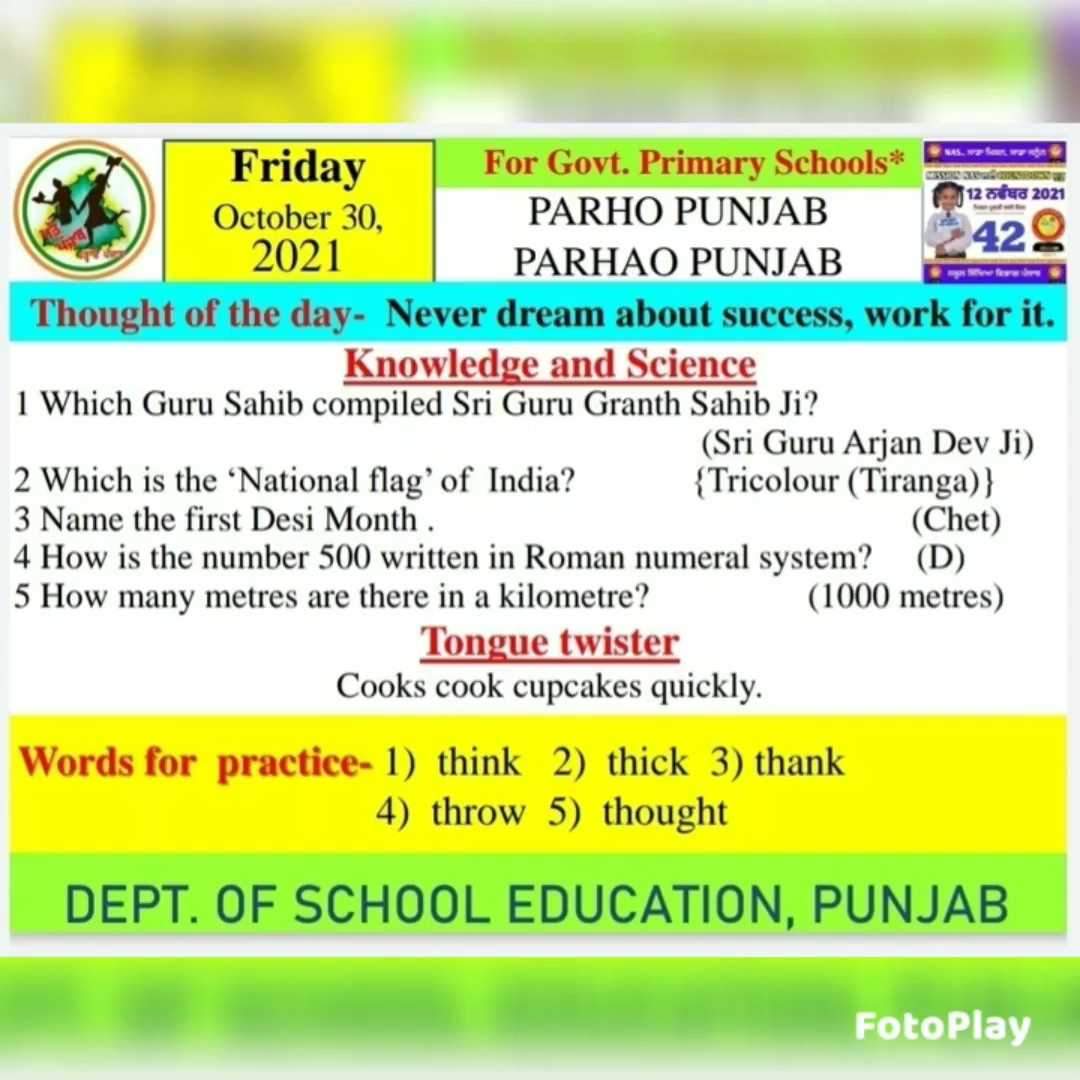 Friday
October 30,
2021
For Govt. Primary Schools*
PARHO PUNJAB
PARHAO PUNJAB
NAS.. ਸਾਡਾ ਮਿਸ਼ਨ, ਸਾਡਾ
MISSION NAS COUNTDOWN
12 ਨਵੰਬਰ 2021
42
ਸਕੂਲ ਸਿੱਖਿਆ ਵਿਭਾਗ ਪੰਜਾਬ
Thought of the day- Never dream about success, work for it.
Knowledge and Science
1 Which Guru Sahib compiled Sri Guru Granth Sahib Ji?
(Sri Guru Arjan Dev Ji)
2 Which is the ‘National flag’ of India? {Tricolour (Tiranga)}
3 Name the first Desi Month . (Chet)
4 How is the number 500 written in Roman numeral system? (D)
5 How many metres are there in a kilometre? (1000 metres)
Tongue twister
Cooks cook cupcakes quickly.
Words for practice- 1) think 2) thick 3) thank
4) throw 5) thought
DEPT. OF SCHOOL EDUCATION, PUNJAB
FotoPlay